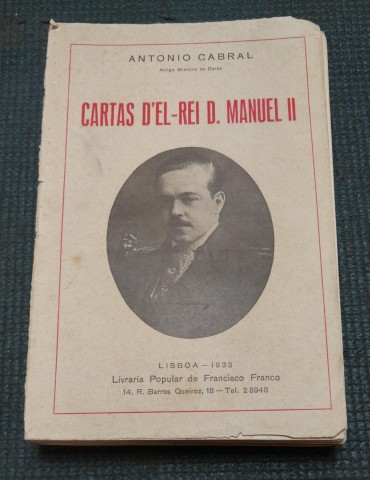 ANTONIO CABRAL
Antigo Ministro da Corôa
CARTAS D'EL-REI D. MANUEL II
LISBOA — 1933
Livraria Popular de Francisco Franco
14, R. Barros Queiroz, 18 — Tel. 2 8948